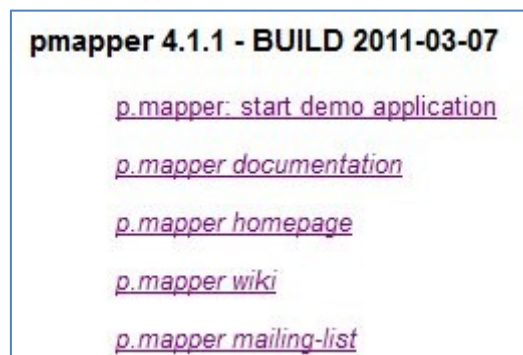 pmapper 4.1.1 - BUILD 2011-03-07
p.mapper: start demo application
p.mapper documentation
p.mapper homepage
p.mapper wiki
p.mapper mailing-list